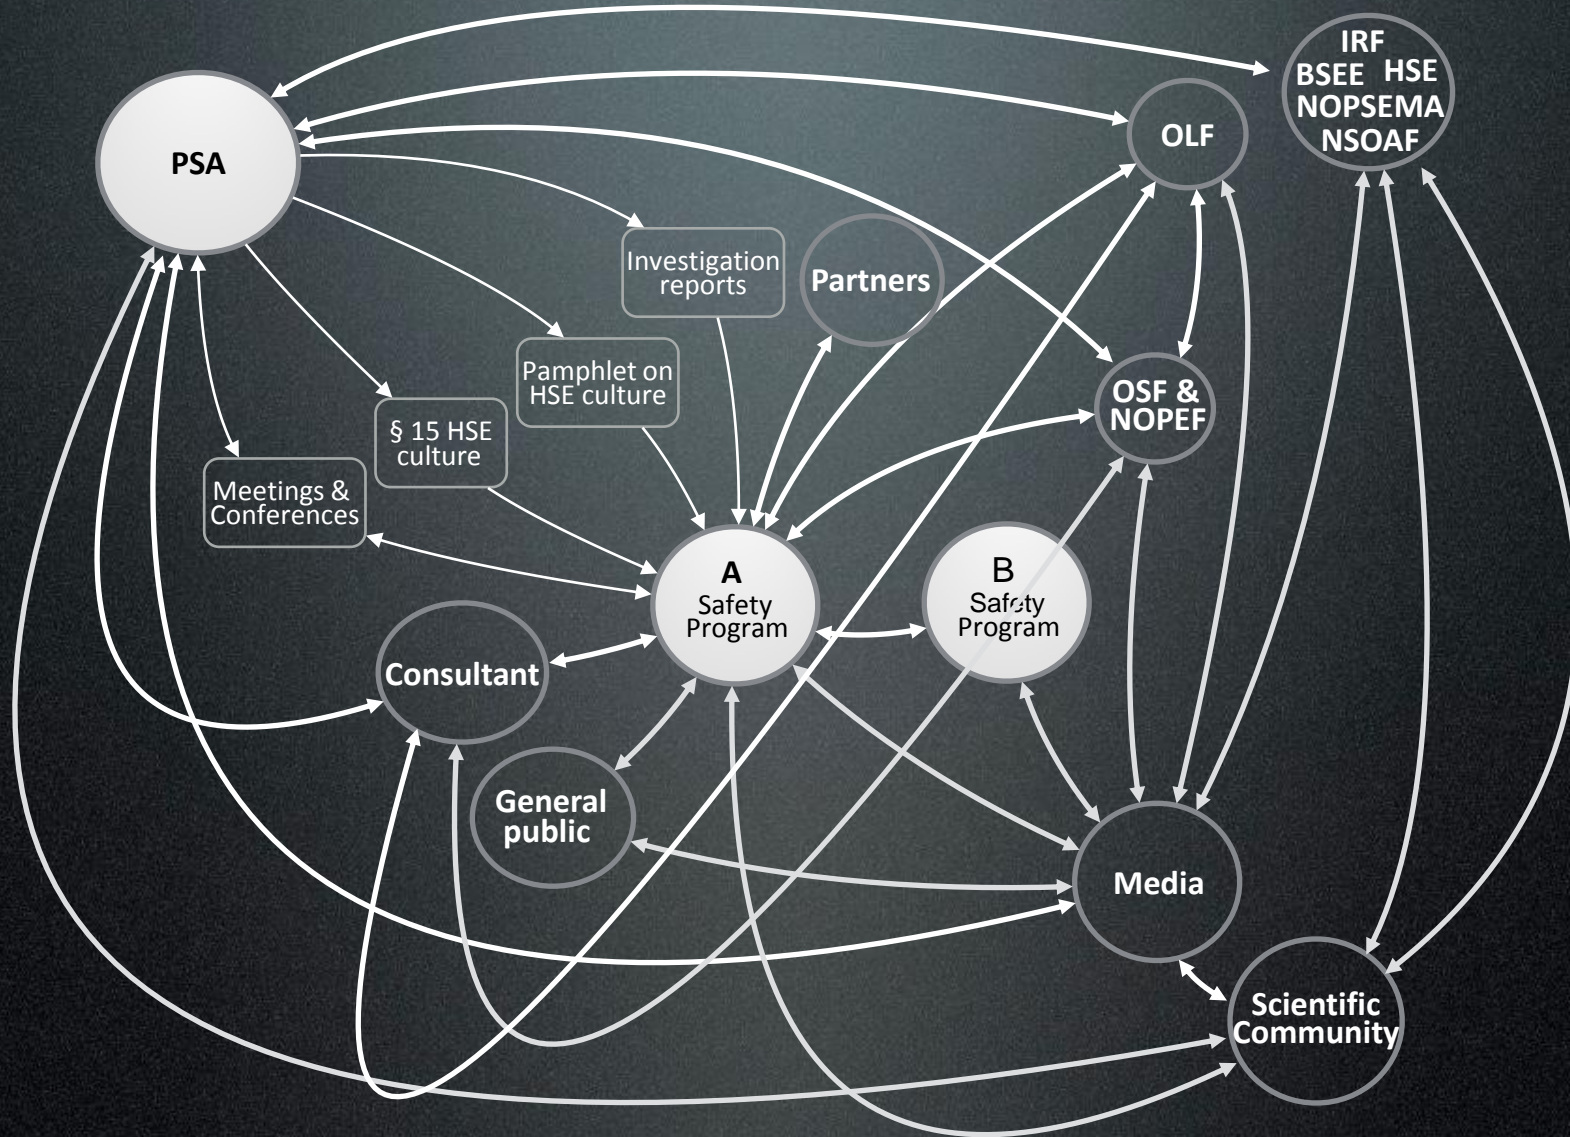 IRF
BSEE HSE
NOPSEMA
NSOAF
OLF
PSA
Investigation
reports
Partners
Pamphlet on
HSE culture
OSF &
NOPEF
§ 15 HSE
culture
Meetings &
Conferences
A
Safety
Program
B
Safety
Program
Consultant
General
public
Media
Scientific
Community